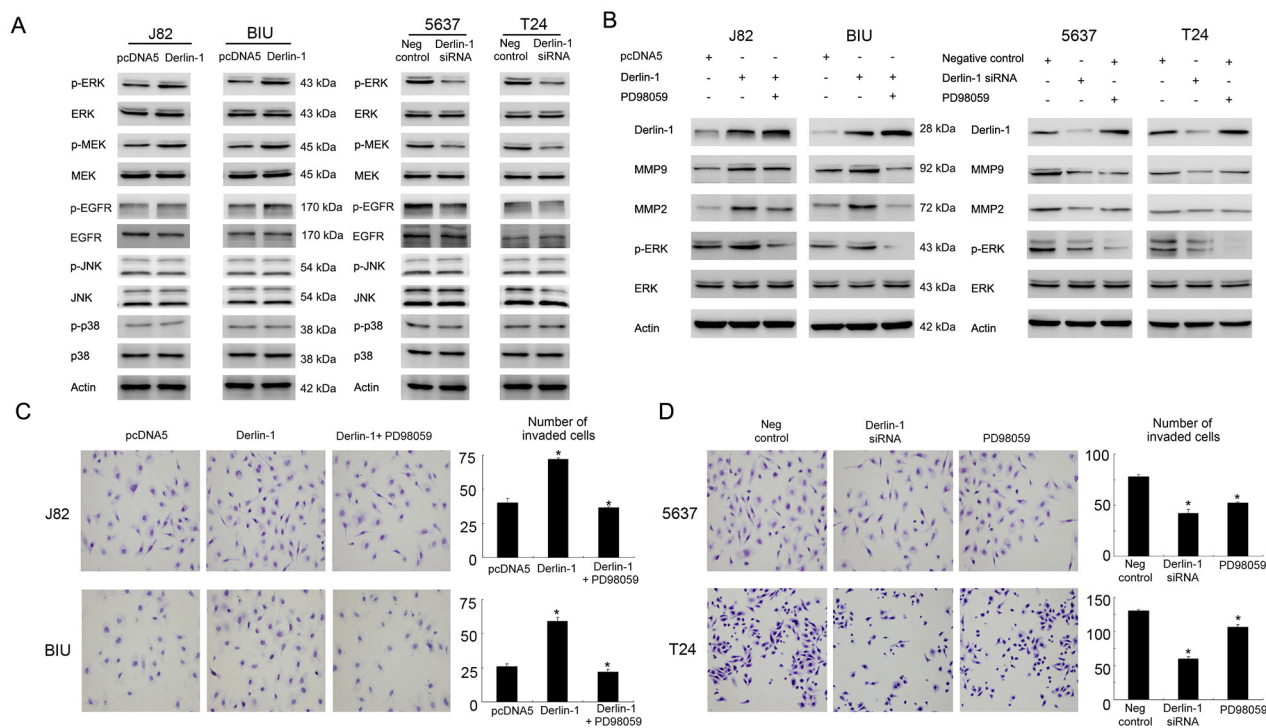 A
J82 BIU
pcDNA5 Derlin-1 pcDNA5 Derlin-1
p-ERK 43 kDa
ERK 43 kDa
p-MEK 45 kDa
MEK 45 kDa
p-EGFR 170 kDa
EGFR 170 kDa
p-JNK 54 kDa
JNK 54 kDa
p-p38 38 kDa
p38 38 kDa
Actin 42 kDa
5637 T24
Neg Derlin-1 Neg Derlin-1
control siRNA control siRNA
p-ERK
ERK
p-MEK
MEK
p-EGFR
EGFR
p-JNK
JNK
p-p38
p38
Actin
B
J82 BIU
pcDNA5 + - - + - -
Derlin-1 - + + - + +
PD98059 - - + - - +
Derlin-1 28 kDa
MMP9 92 kDa
MMP2 72 kDa
p-ERK 43 kDa
ERK 43 kDa
Actin 42 kDa
5637 T24
Negative control + - + + - +
Derlin-1 siRNA - + - - + -
PD98059 - - + - - +
Derlin-1
MMP9
MMP2
p-ERK
ERK
Actin
C
pcDNA5 Derlin-1 Derlin-1+ PD98059
Number of
invaded cells
J82
75
50
25
0
* *
pcDNA5 Derlin-1 Derlin-1
+ PD98059
BIU
75
50
25
0
* *
pcDNA5 Derlin-1 Derlin-1
+ PD98059
D
Neg Derlin-1 PD98059
control siRNA
Number of
invaded cells
5637
100
50
50
0
* *
Neg Derlin-1 PD98059
control siRNA
T24
150
100
50
0
* *
Neg Derlin-1 PD98059
control siRNA